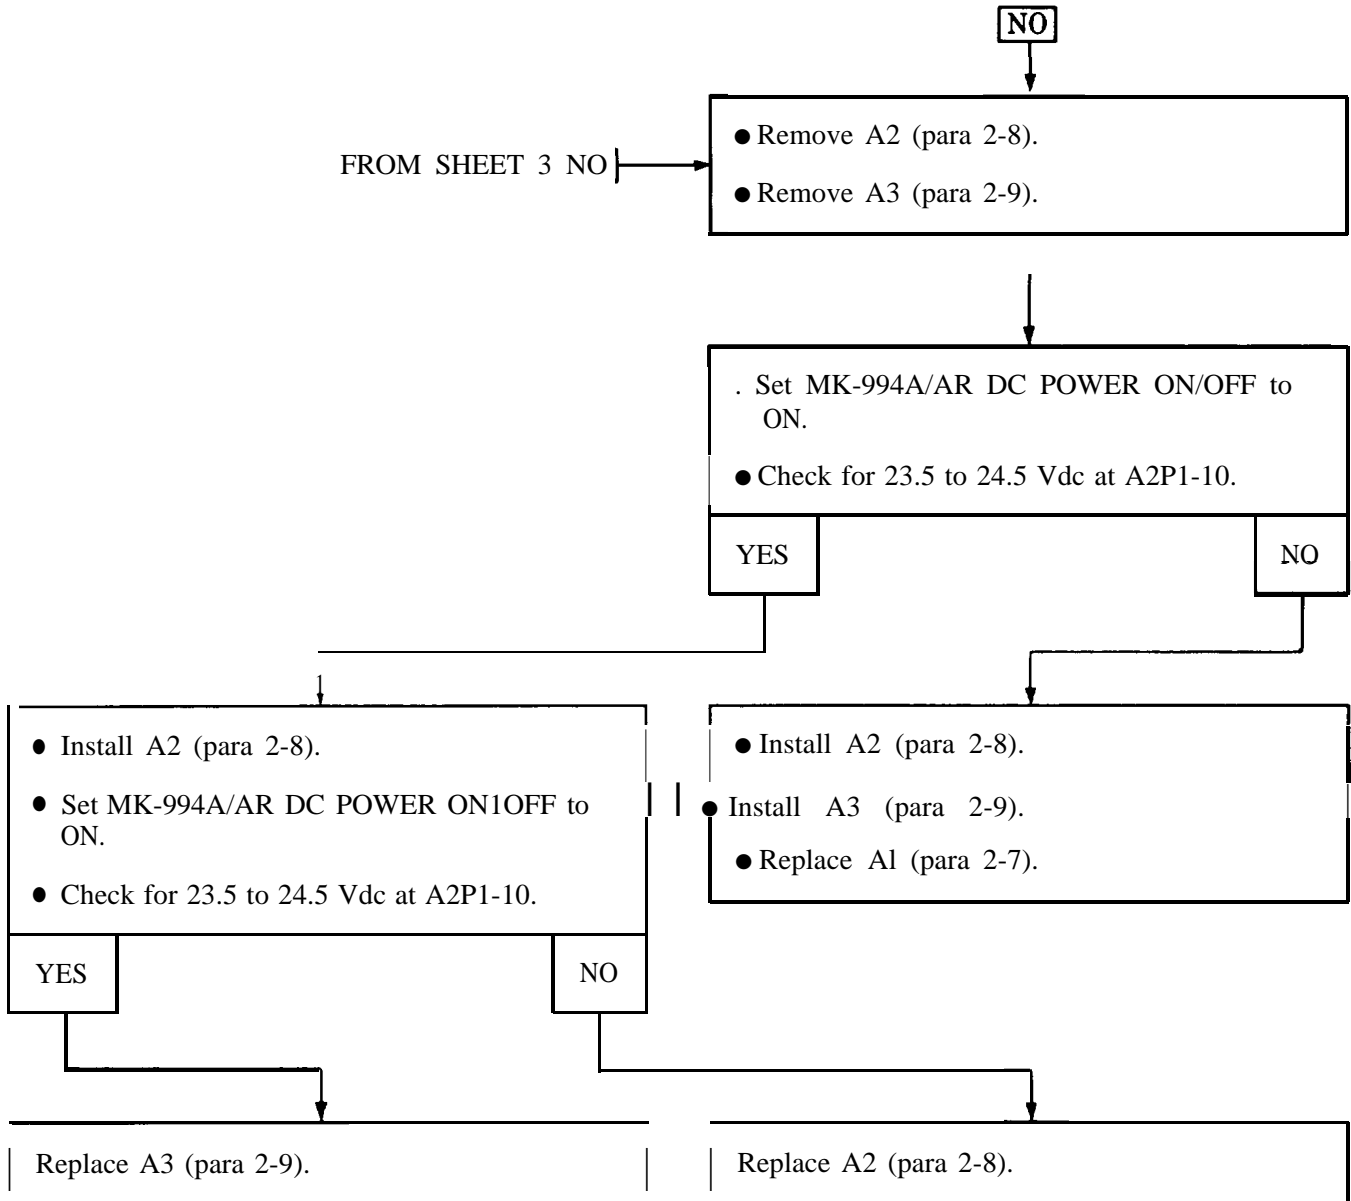 NO
● Remove A2 (para 2-8).
FROM SHEET 3 NO
● Remove A3 (para 2-9).
. Set MK-994A/AR DC POWER ON/OFF to
ON.
● Check for 23.5 to 24.5 Vdc at A2P1-10.
YES
NO
● Install A2 (para 2-8).
● Set MK-994A/AR DC POWER ON1OFF to
ON.
● Check for 23.5 to 24.5 Vdc at A2P1-10.
● Install A2 (para 2-8).
● Install A3 (para 2-9).
● Replace Al (para 2-7).
YES
NO
Replace A3 (para 2-9).
Replace A2 (para 2-8).